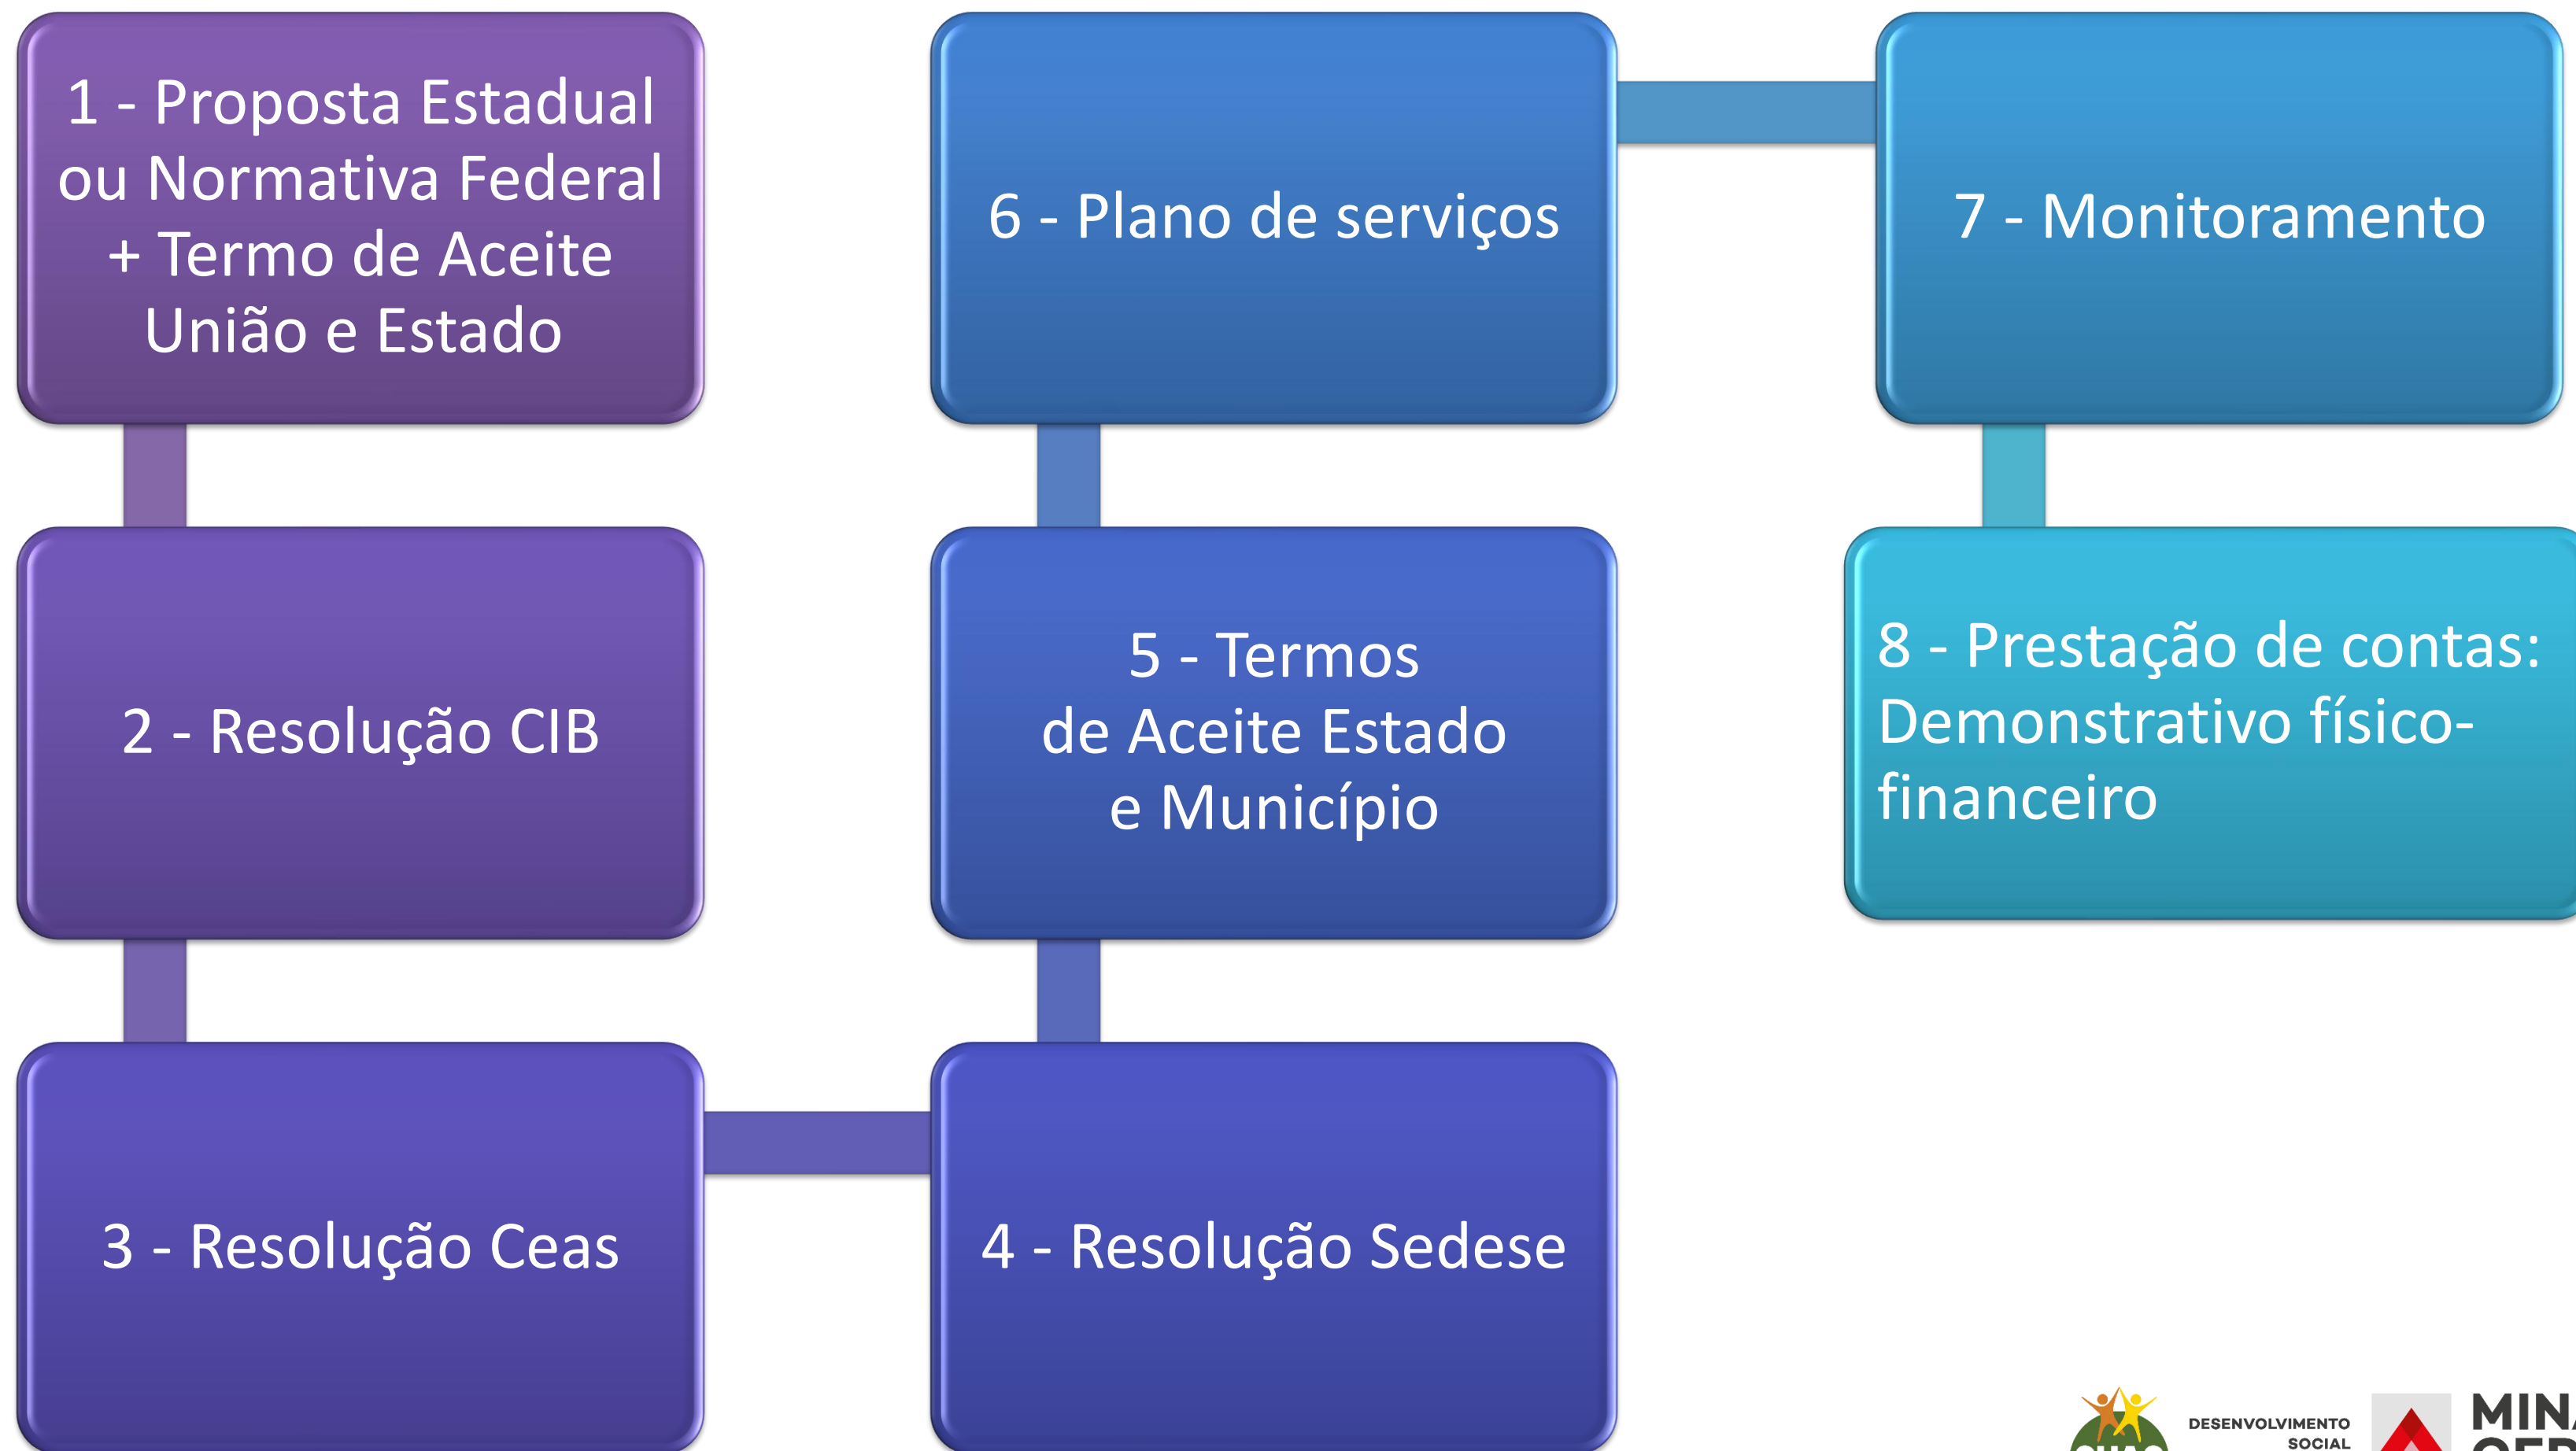 1 - Proposta Estadual
ou Normativa Federal
+ Termo de Aceite
União e Estado
2 - Resolução CIB
3 - Resolução Ceas
4 - Resolução Sedese
5 - Termos
de Aceite Estado
e Município
6 - Plano de serviços
7 - Monitoramento
8 - Prestação de contas:
Demonstrativo físico-
financeiro
DESENVOLVIMENTO
SOCIAL